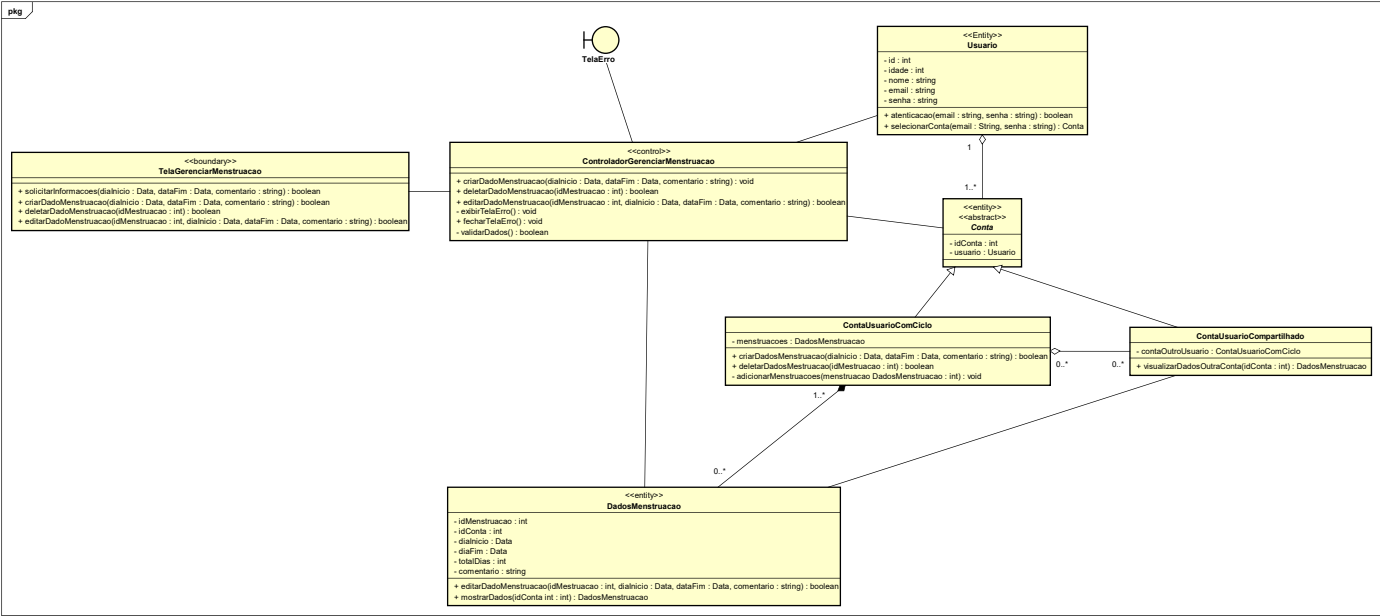 pkg
TelaErro
<<Entity>>
Usuario
- id : int
- idade : int
- nome : string
- email : string
- senha : string
+ atenticacao(email : string, senha : string) : boolean
+ selecionarConta(email : String, senha : string) : Conta
<<boundary>>
TelaGerenciarMenstruacao
+ solicitarInformacoes(diaInicio : Data, dataFim : Data, comentario : string) : boolean
+ criarDadoMenstruacao(diaInicio : Data, dataFim : Data, comentario : string) : boolean
+ deletarDadoMenstruacao(idMestruacao : int) : boolean
+ editarDadoMenstruacao(idMenstruacao : int, diaInicio : Data, dataFim : Data, comentario : string) : boolean
<<control>>
ControladorGerenciarMenstruacao
+ criarDadoMenstruacao(diaInicio : Data, dataFim : Data, comentario : string) : void
+ deletarDadoMenstruacao(idMestruacao : int) : boolean
+ editarDadoMenstruacao(idMenstruacao : int, diaInicio : Data, dataFim : Data, comentario : string) : boolean
- exibirTelaErro() : void
+ fecharTelaErro() : void
- validarDados() : boolean
1
1..*
<<entity>>
<<abstract>>
Conta
- idConta : int
- usuario : Usuario
ContaUsuarioComCiclo
- menstruacoes : DadosMenstruacao
+ criarDadosMenstruacao(diaInicio : Data, dataFim : Data, comentario : string) : boolean
+ deletarDadosMestruacao(idMestruacao : int) : boolean
- adicionarMenstruacoes(menstruacao DadosMenstruacao : int) : void
0..*
0..*
ContaUsuarioCompartilhado
- contaOutroUsuario : ContaUsuarioComCiclo
+ visualizarDadosOutraConta(idConta : int) : DadosMenstruacao
1..*
0..*
<<entity>>
DadosMenstruacao
- idMenstruacao : int
- idConta : int
- diaInicio : Data
- diaFim : Data
- totalDias : int
- comentario : string
+ editarDadoMenstruacao(idMestruacao : int, diaInicio : Data, dataFim : Data, comentario : string) : boolean
+ mostrarDados(idConta int : int) : DadosMenstruacao